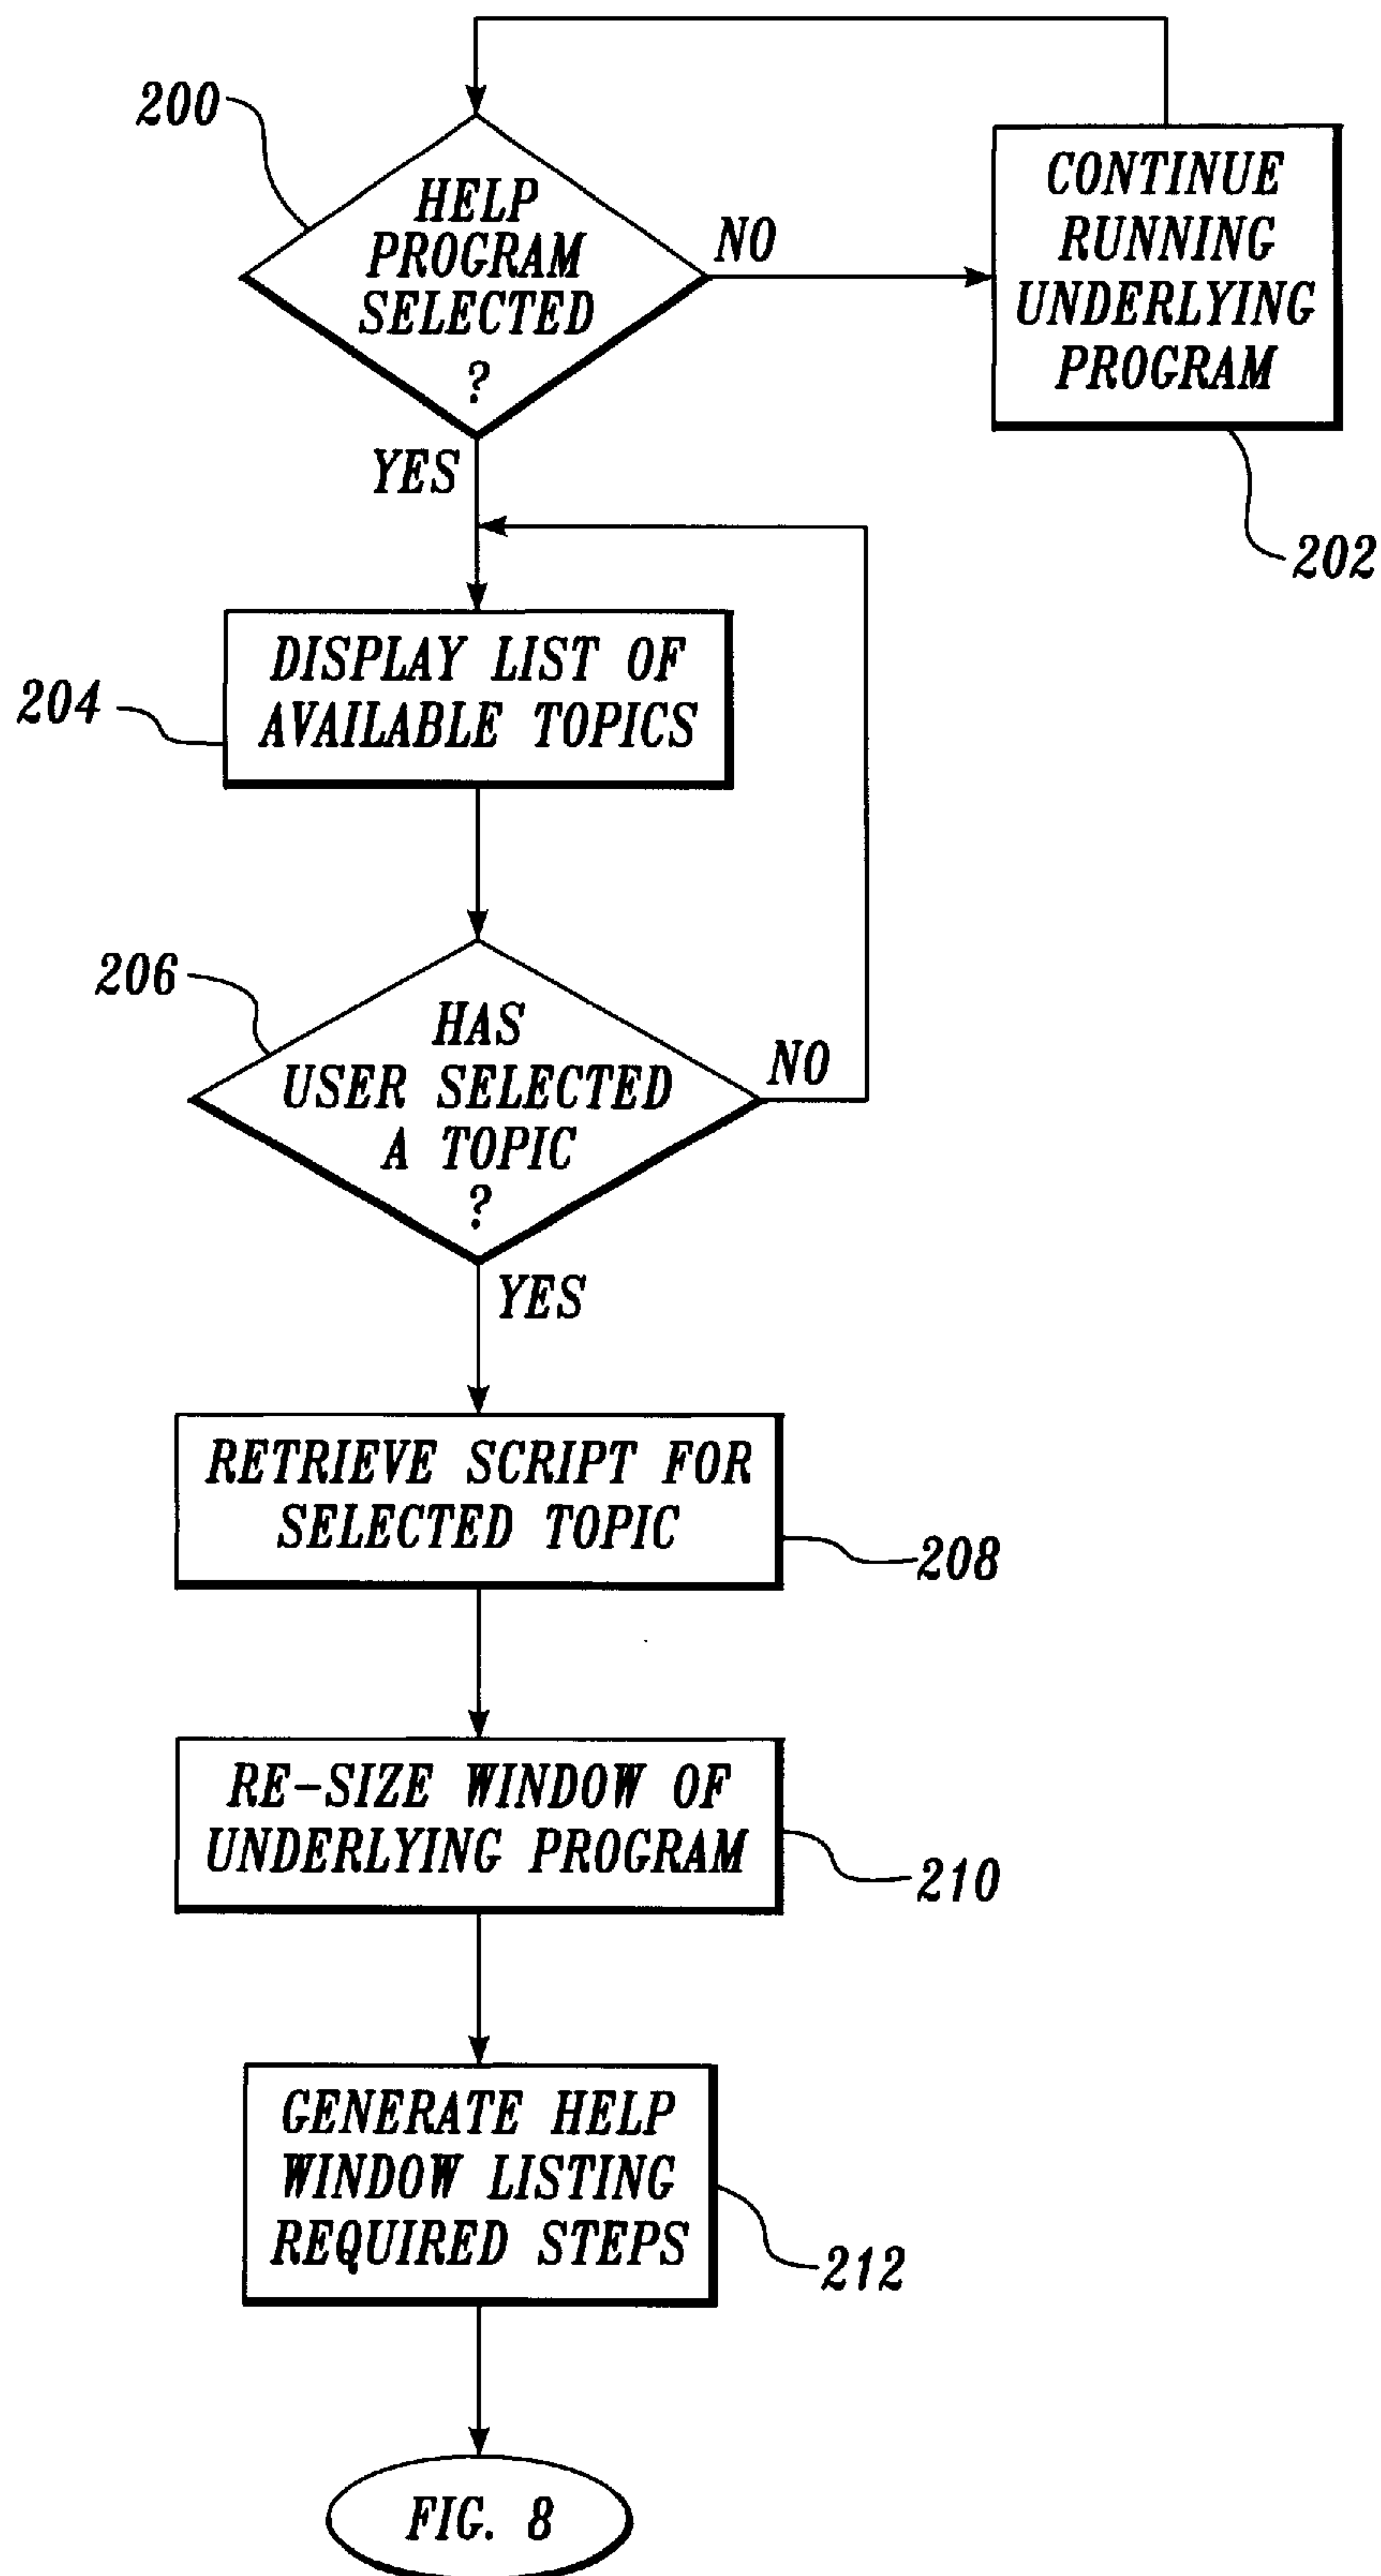 200
HELP
PROGRAM
SELECTED
?
NO
CONTINUE
RUNNING
UNDERLYING
PROGRAM
202
YES
204
DISPLAY LIST OF
AVAILABLE TOPICS
206
HAS
USER SELECTED
A TOPIC
?
NO
YES
RETRIEVE SCRIPT FOR
SELECTED TOPIC
208
RE-SIZE WINDOW OF
UNDERLYING PROGRAM
210
GENERATE HELP
WINDOW LISTING
REQUIRED STEPS
212
FIG. 8